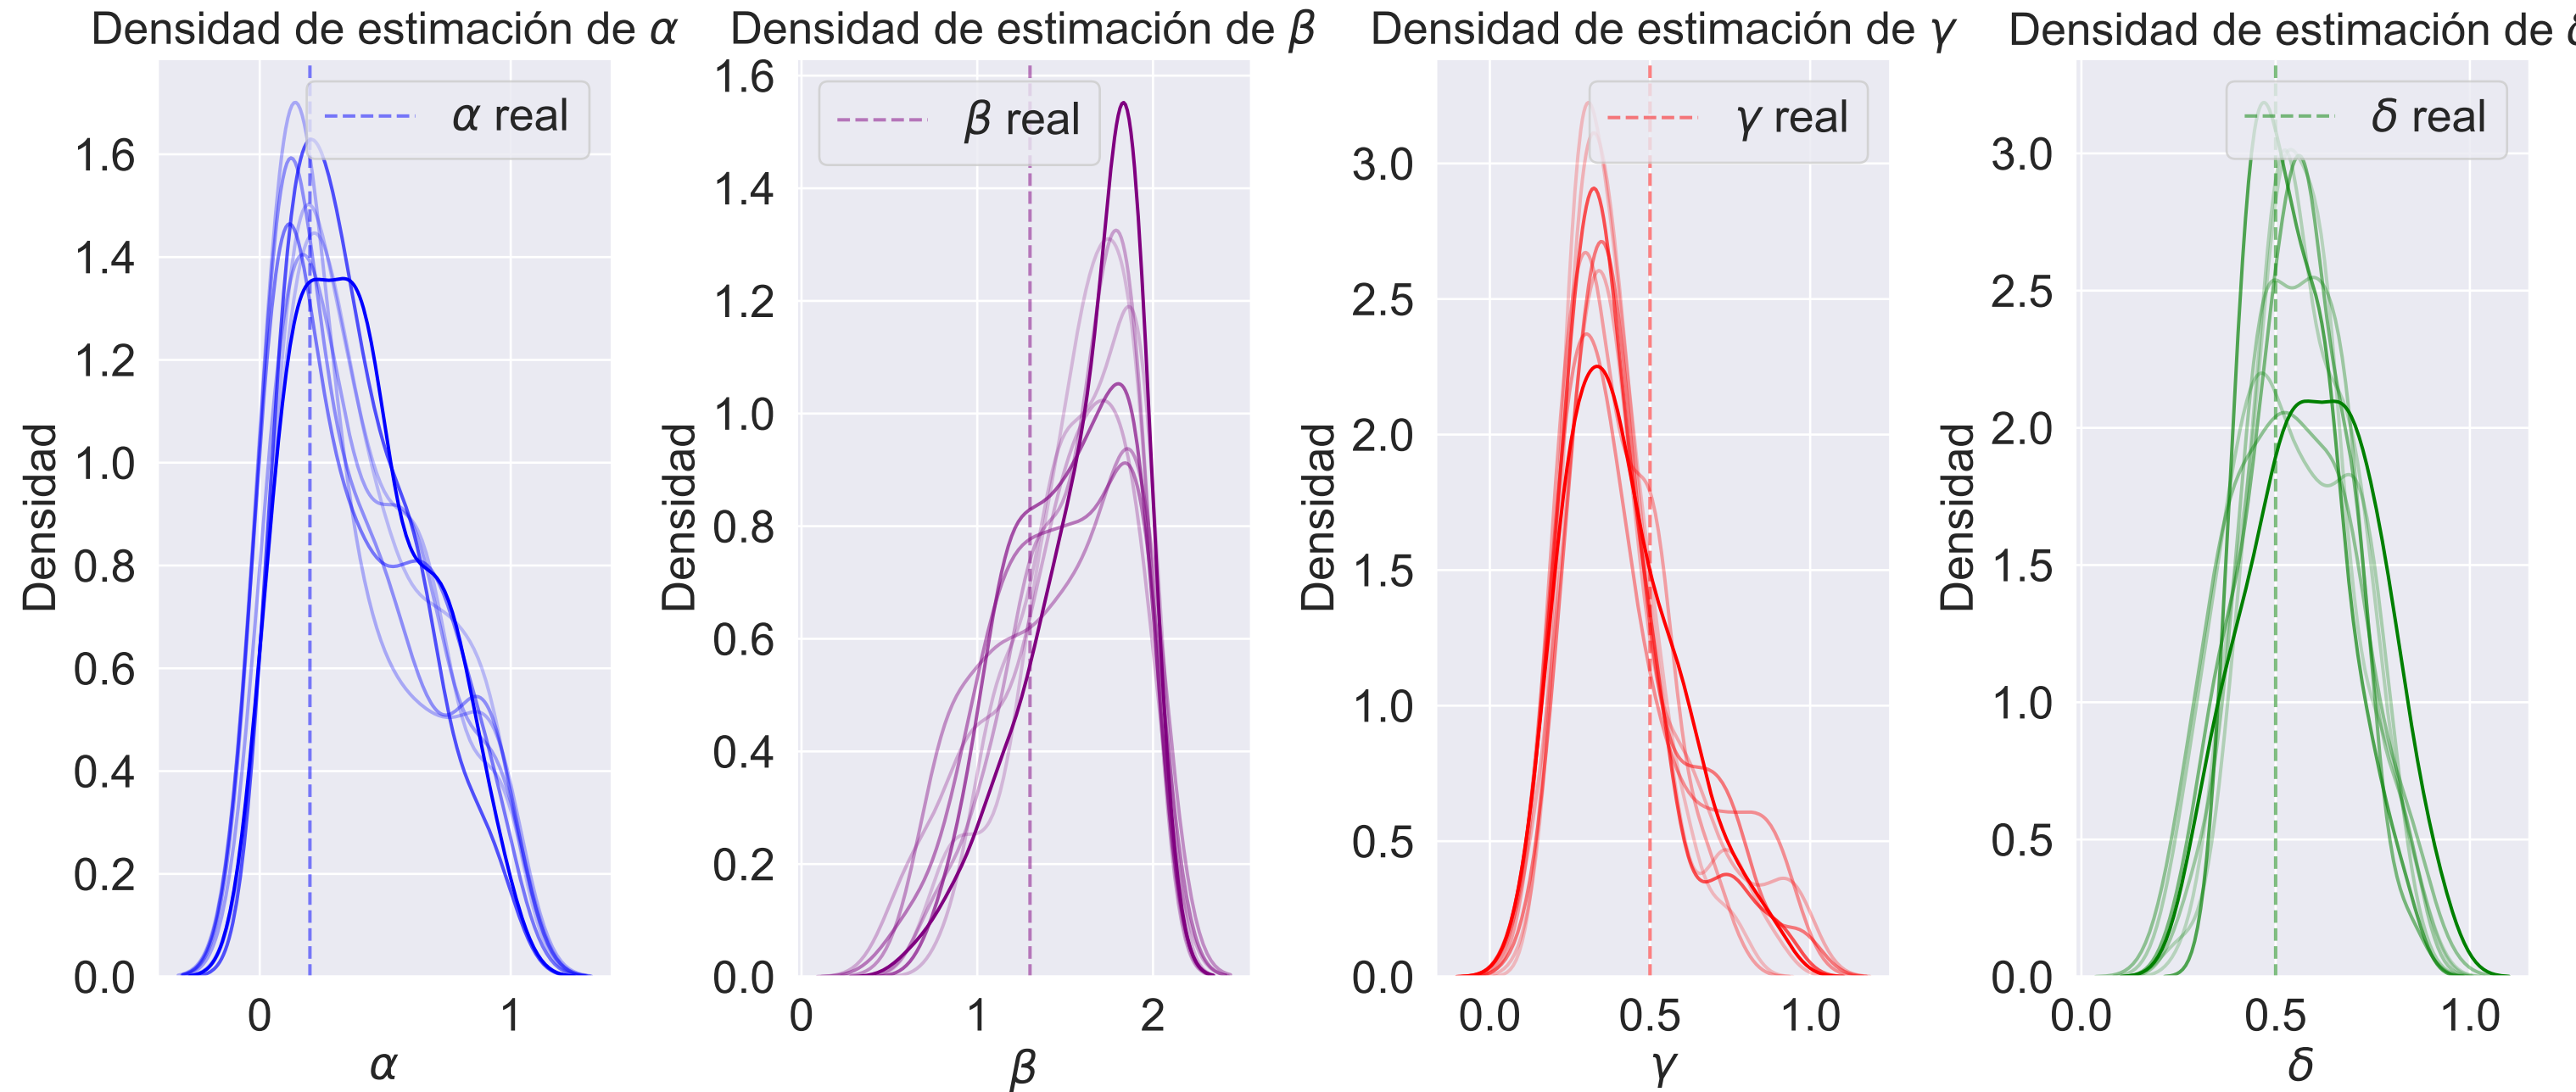 Densidad de estimación de α
Densidad
1.6
1.4
1.2
1.0
0.8
0.6
0.4
0.2
0.0
α real
0 1
α
Densidad de estimación de β
Densidad
1.6
1.4
1.2
1.0
0.8
0.6
0.4
0.2
0.0
β real
0 1 2
β
Densidad de estimación de γ
Densidad
3.0
2.5
2.0
1.5
1.0
0.5
0.0
γ real
0.0 0.5 1.0
γ
Densidad de estimación de δ
Densidad
3.0
2.5
2.0
1.5
1.0
0.5
0.0
δ real
0.0 0.5 1.0
δ